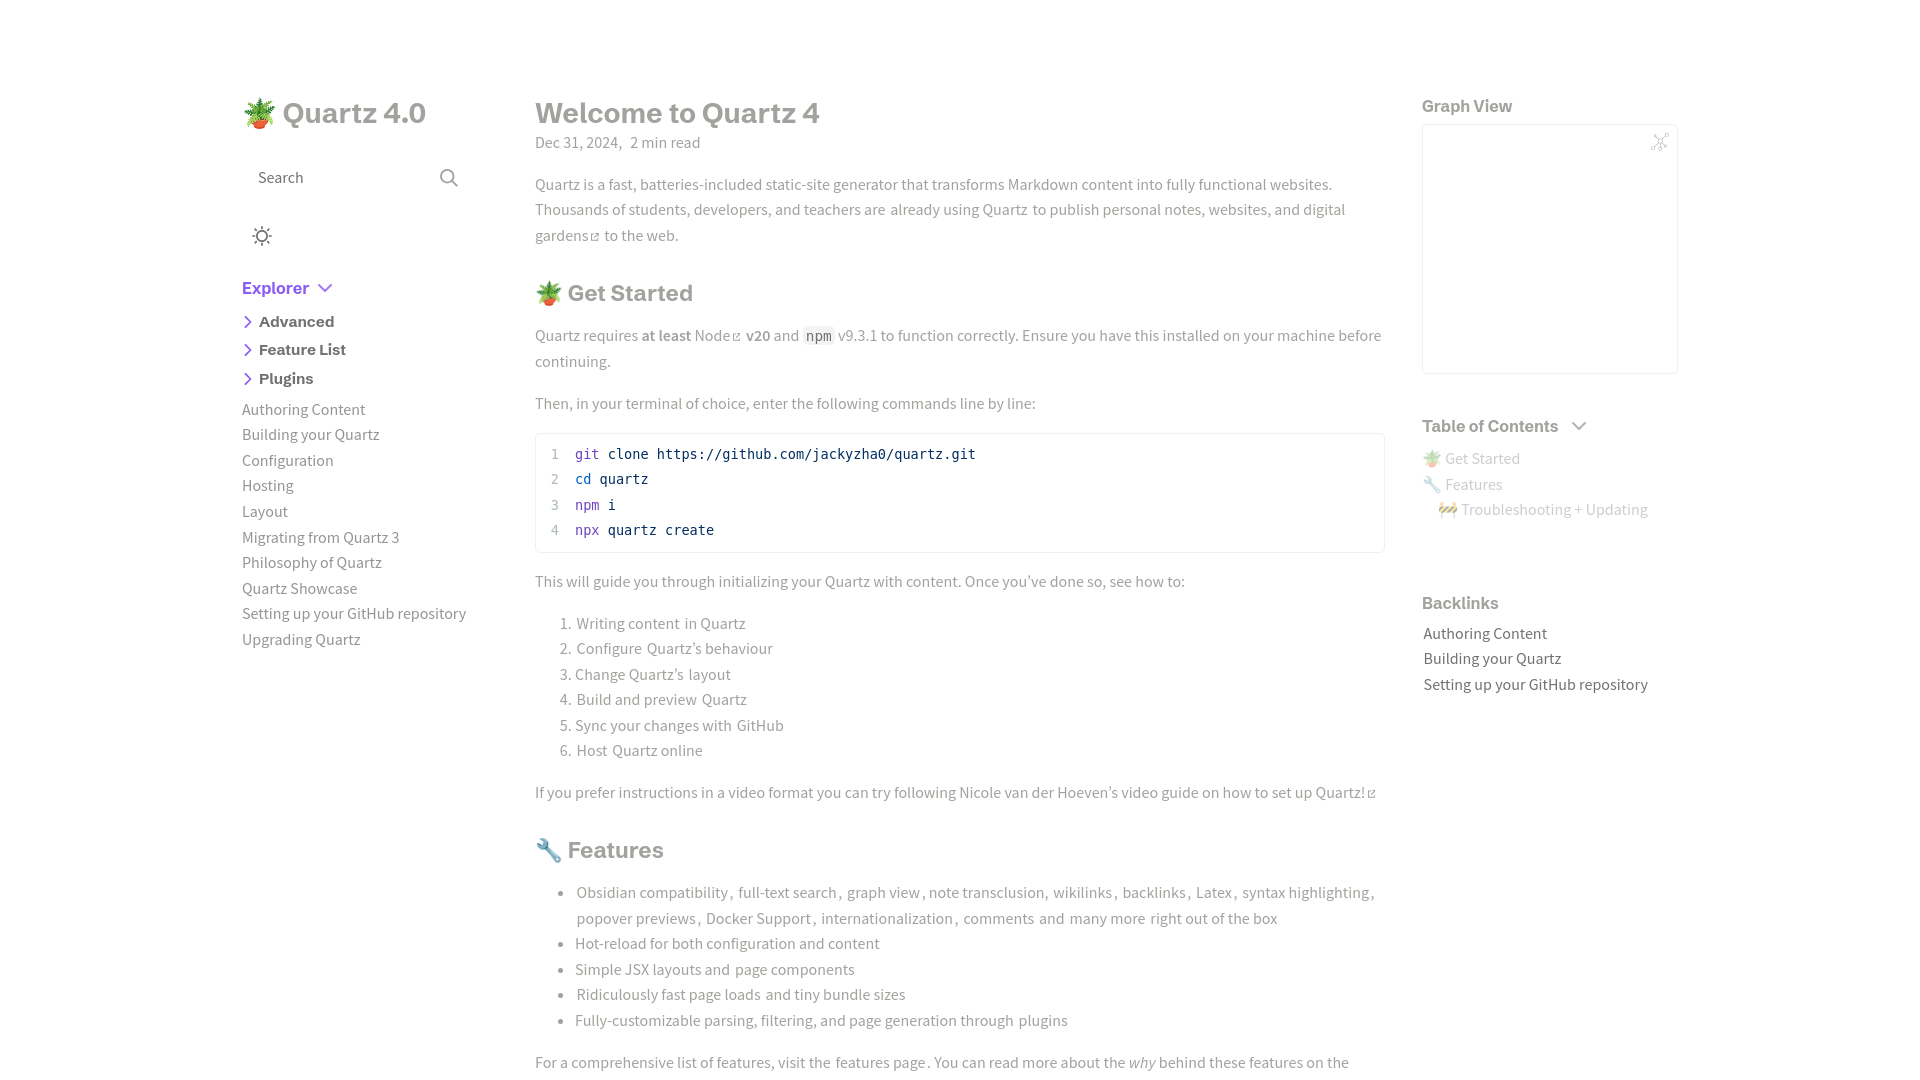 Quartz 4.0
Search
Explorer
Advanced
Feature List
Plugins
Authoring Content
Building your Quartz
Configuration
Hosting
Layout
Migrating from Quartz 3
Philosophy of Quartz
Quartz Showcase
Setting up your GitHub repository
Upgrading Quartz
Welcome to Quartz 4
Dec 31, 2024, 2 min read
Quartz is a fast, batteries-included static-site generator that transforms Markdown content into fully functional websites.
Thousands of students, developers, and teachers are already using Quartz to publish personal notes, websites, and digital
gardens to the web.
Get Started
Quartz requires at least Node v20 and npm v9.3.1 to function correctly. Ensure you have this installed on your machine before
continuing.
Then, in your terminal of choice, enter the following commands line by line:
1 git clone https://github.com/jackyzha0/quartz.git
2 cd quartz
3 npm i
4 npx quartz create
This will guide you through initializing your Quartz with content. Once you’ve done so, see how to:
1. Writing content in Quartz
2. Configure Quartz’s behaviour
3. Change Quartz’s layout
4. Build and preview Quartz
5. Sync your changes with GitHub
6. Host Quartz online
If you prefer instructions in a video format you can try following Nicole van der Hoeven’s video guide on how to set up Quartz!
Features
• Obsidian compatibility, full-text search, graph view, note transclusion, wikilinks, backlinks, Latex, syntax highlighting,
popover previews, Docker Support, internationalization, comments and many more right out of the box
• Hot-reload for both configuration and content
• Simple JSX layouts and page components
• Ridiculously fast page loads and tiny bundle sizes
• Fully-customizable parsing, filtering, and page generation through plugins
For a comprehensive list of features, visit the features page. You can read more about the why behind these features on the
Graph View
Table of Contents
Get Started
Features
Troubleshooting + Updating
Backlinks
Authoring Content
Building your Quartz
Setting up your GitHub repository